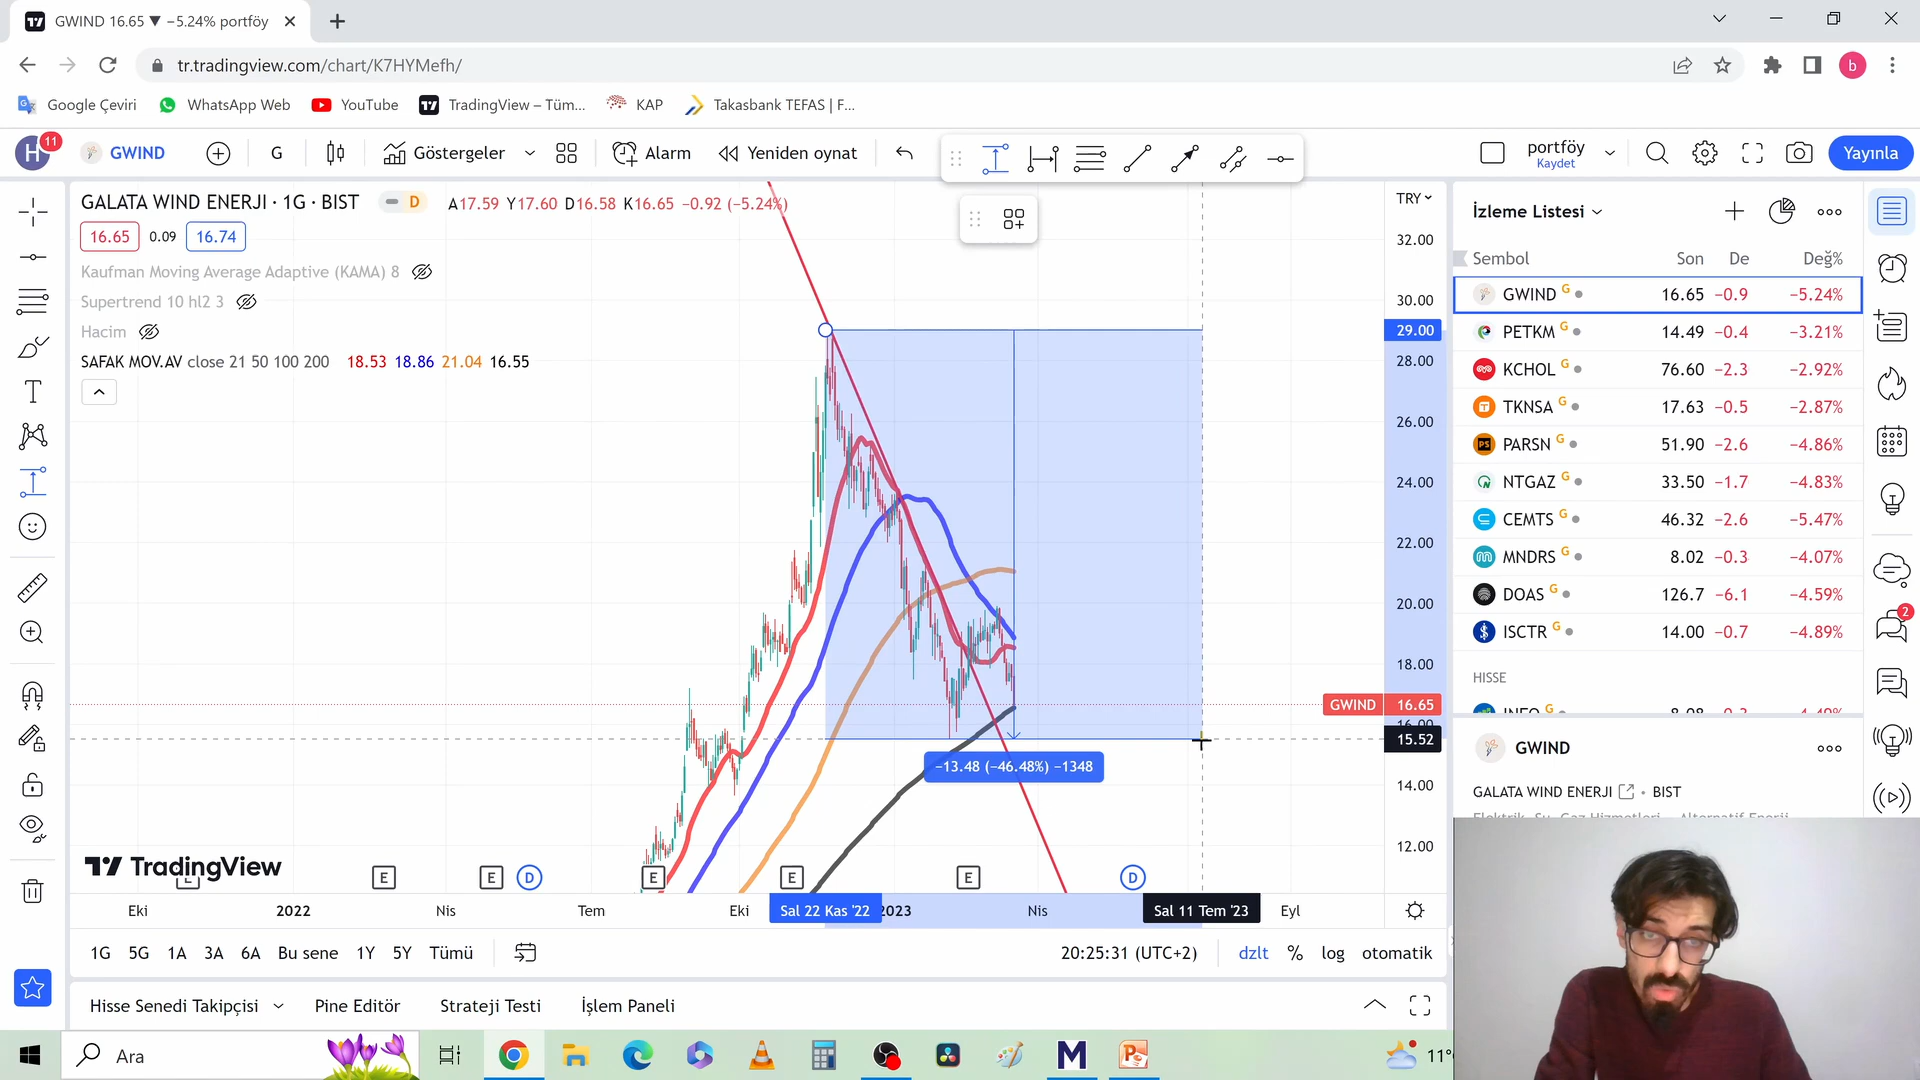 GWIND 16.65 ▼ −5.24% portföy
tr.tradingview.com/chart/K7HYMefh/
b
Google Çeviri
WhatsApp Web
YouTube
TradingView – Tüm...
KAP
Takasbank TEFAS | F...
H
11
GWIND
G
Göstergeler
Alarm
Yeniden oynat
portföy
Kaydet
Yayınla
GALATA WIND ENERJI · 1G · BIST
D
A17.59 Y17.60 D16.58 K16.65 −0.92 (−5.24%)
16.65
0.09
16.74
Kaufman Moving Average Adaptive (KAMA) 8
Supertrend 10 hl2 3
Hacim
SAFAK MOV.AV close 21 50 100 200 18.53 18.86 21.04 16.55
TRY
32.00
30.00
29.00
28.00
26.00
24.00
22.00
20.00
18.00
GWIND 16.65
16.00
15.52
14.00
12.00
−13.48 (−46.48%) −1348
TradingView
E
E
E
D
E
E
E
D
Eki
2022
Nis
Tem
Eki
Sal 22 Kas '22
2023
Nis
Sal 11 Tem '23
Eyl
1G 5G 1A 3A 6A Bu sene 1Y 5Y Tümü
20:25:31 (UTC+2)
dzlt % log otomatik
Hisse Senedi Takipçisi
Pine Editör
Strateji Testi
İşlem Paneli
İzleme Listesi
Sembol Son De Değ%
GWIND G 16.65 −0.9 −5.24%
PETKM G 14.49 −0.4 −3.21%
KCHOL G 76.60 −2.3 −2.92%
TKNSA G 17.63 −0.5 −2.87%
PARSN G 51.90 −2.6 −4.86%
NTGAZ G 33.50 −1.7 −4.83%
CEMTS G 46.32 −2.6 −5.47%
MNDRS G 8.02 −0.3 −4.07%
DOAS G 126.7 −6.1 −4.59%
ISCTR G 14.00 −0.7 −4.89%
HISSE
GWIND
GALATA WIND ENERJI · BIST
2
Ara
11°